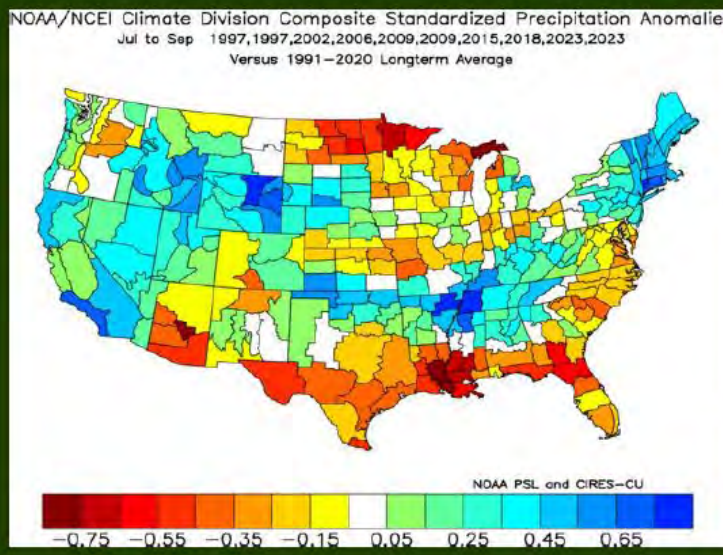 NOAA/NCEI Climate Division Composite Standardized Precipitation Anomalie
Jul to Sep 1997,1997,2002,2006,2009,2009,2015,2018,2023,2023
Versus 1991-2020 Longterm Average
NOAA PSL and CIRES-CU
-0.75 -0.55 -0.35 -0.15 0.05 0.25 0.45 0.65